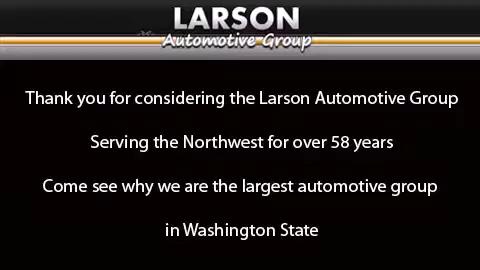 LARSON
Automotive Group
Thank you for considering the Larson Automotive Group
Serving the Northwest for over 58 years
Come see why we are the largest automotive group
in Washington State